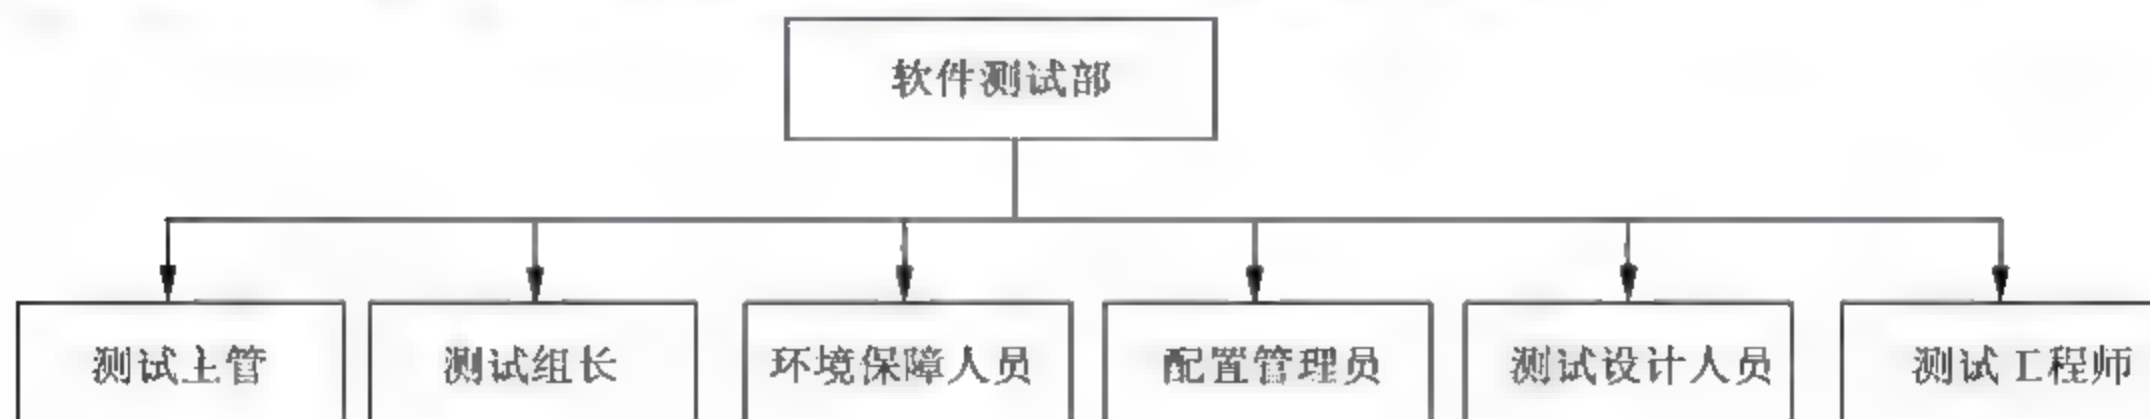 软件测试部
测试主管
测试组长
环境保障人员
配置管理员
测试设计人员
测试工程师